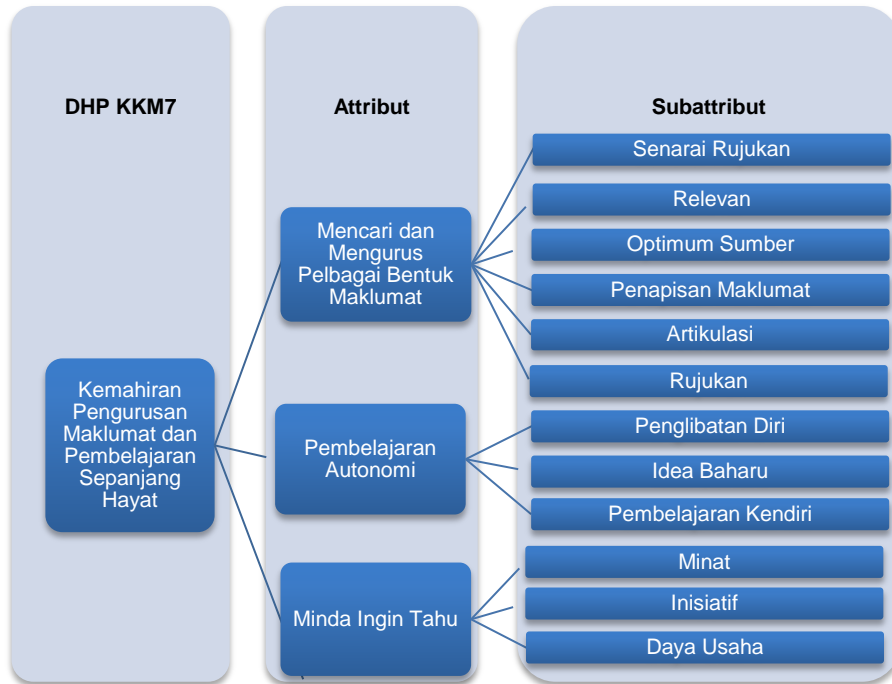 DHP KKM7
Attribut
Subattribut
Kemahiran
Pengurusan
Maklumat dan
Pembelajaran
Sepanjang
Hayat
Mencari dan
Mengurus
Pelbagai Bentuk
Maklumat
Senarai Rujukan
Relevan
Optimum Sumber
Penapisan Maklumat
Artikulasi
Rujukan
Pembelajaran
Autonomi
Penglibatan Diri
Idea Baharu
Pembelajaran Kendiri
Minda Ingin Tahu
Minat
Inisiatif
Daya Usaha